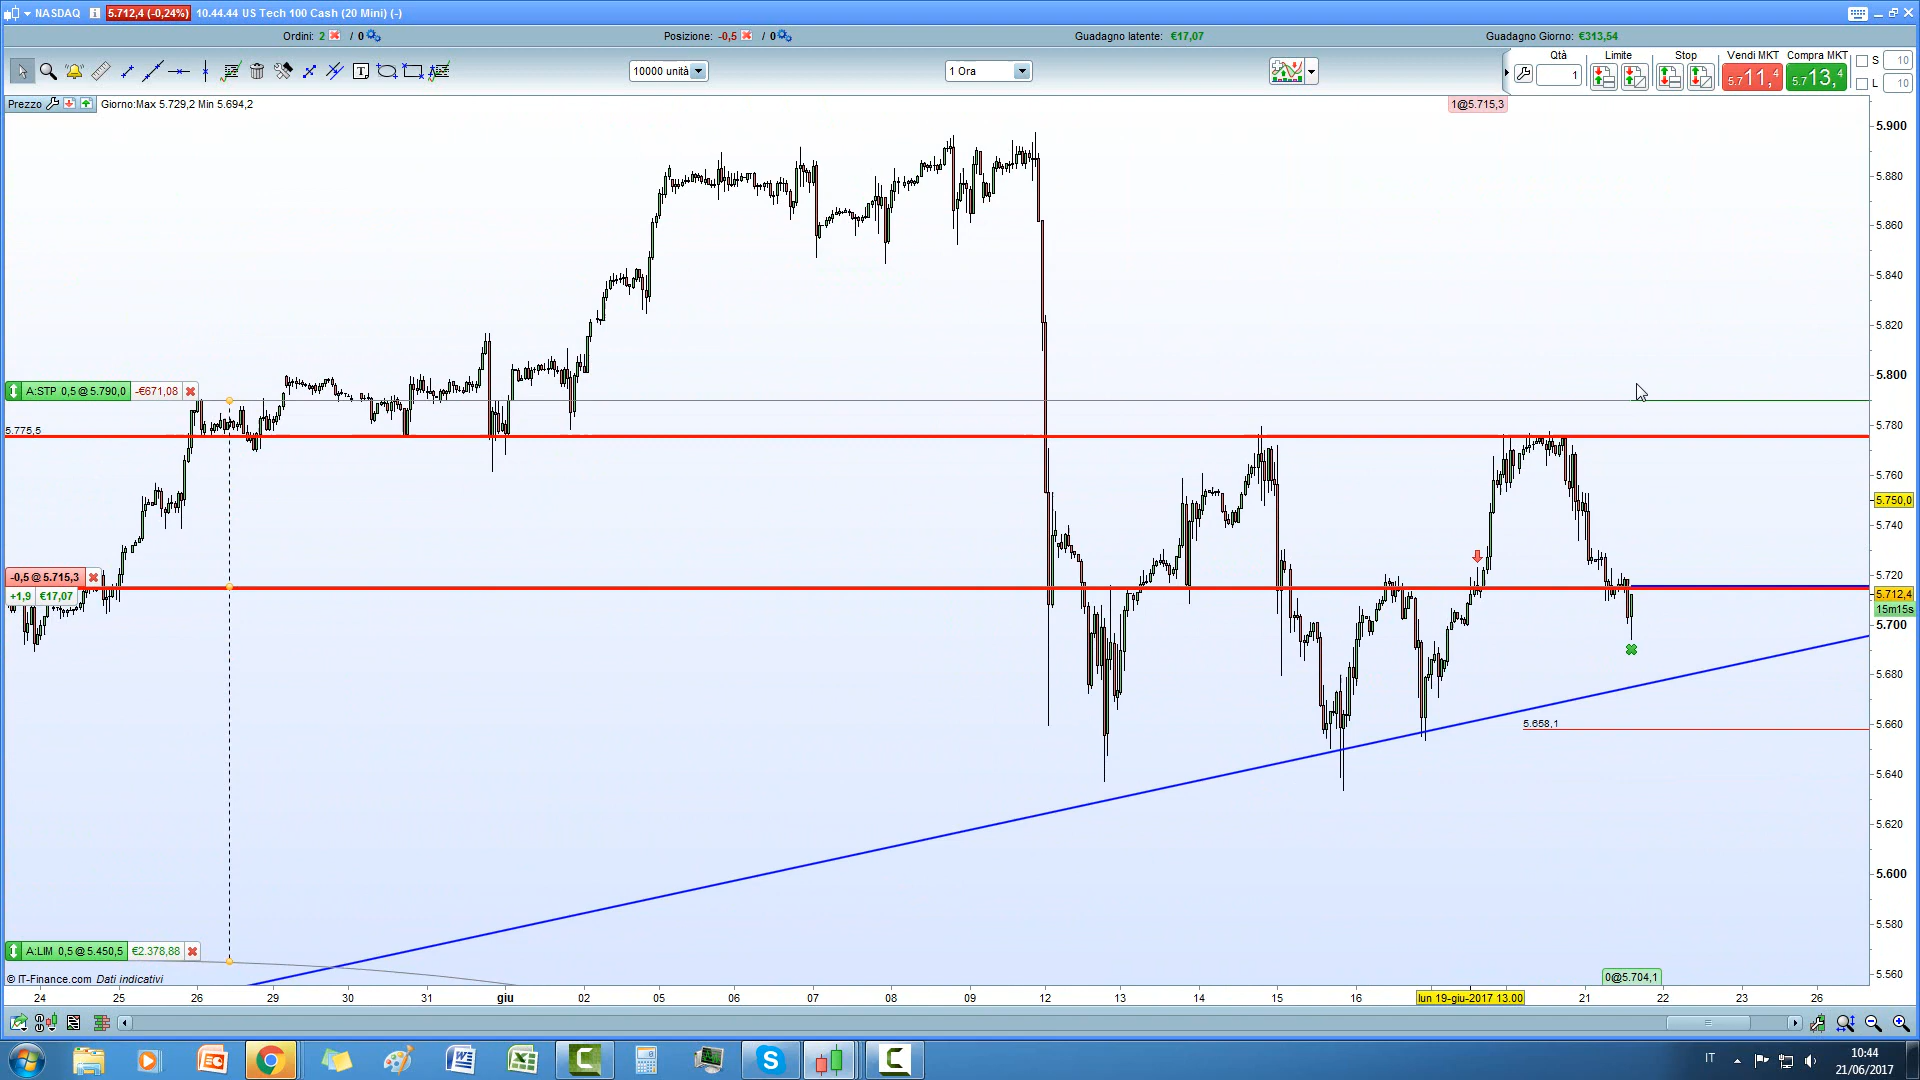 NASDAQ 5.712,4 (-0,24%) 10.44.44 US Tech 100 Cash (20 Mini) (-)
Ordini: 2 / 0 Posizione: -0,5 / 0 Guadagno latente: €17,07 Guadagno Giorno: €313,54
10000 unità 1 Ora
Qtà Limite Stop Vendi MKT Compra MKT S 10
1 5.711,4 5.713,4 L 10
Prezzo Giorno:Max 5.729,2 Min 5.694,2
1@5.715,3
5.900
5.880
5.860
5.840
5.820
5.800
A:STP 0,5@5.790,0 -€671,08
5.775,5
5.780
5.760
5.750,0
5.740
-0,5@5.715,3
5.720
+1,9 €17,07
5.712,4
15m15s
5.700
5.680
5.658,1
5.660
5.640
5.620
5.600
5.580
A:LIM 0,5@5.450,5 €2.378,88
5.560
© IT-Finance.com Dati indicativi
0@5.704,1
24 25 26 29 30 31 giu 02 05 06 07 08 09 12 13 14 15 16 lun 19-giu-2017 13.00 21 22 23 26
IT
10:44
21/06/2017